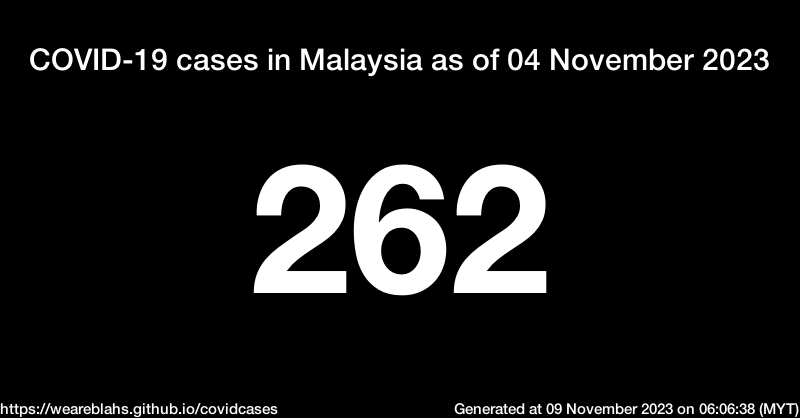 COVID-19 cases in Malaysia as of 04 November 2023
262
https://weareblahs.github.io/covidcases
Generated at 09 November 2023 on 06:06:38 (MYT)